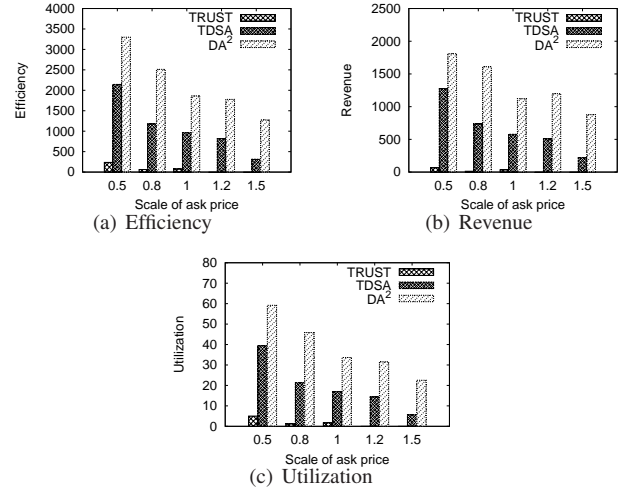 4000
3500
3000
2500
2000
1500
1000
500
0
Efficiency
TRUST
TDSA
DA²
0.5 0.8 1 1.2 1.5
Scale of ask price
(a) Efficiency
2000
1500
1000
500
0
Revenue
TRUST
TDSA
DA²
0.5 0.8 1 1.2 1.5
Scale of ask price
(b) Revenue
80
70
60
50
40
30
20
10
0
Utilization
TRUST
TDSA
DA²
0.5 0.8 1 1.2 1.5
Scale of ask price
(c) Utilization